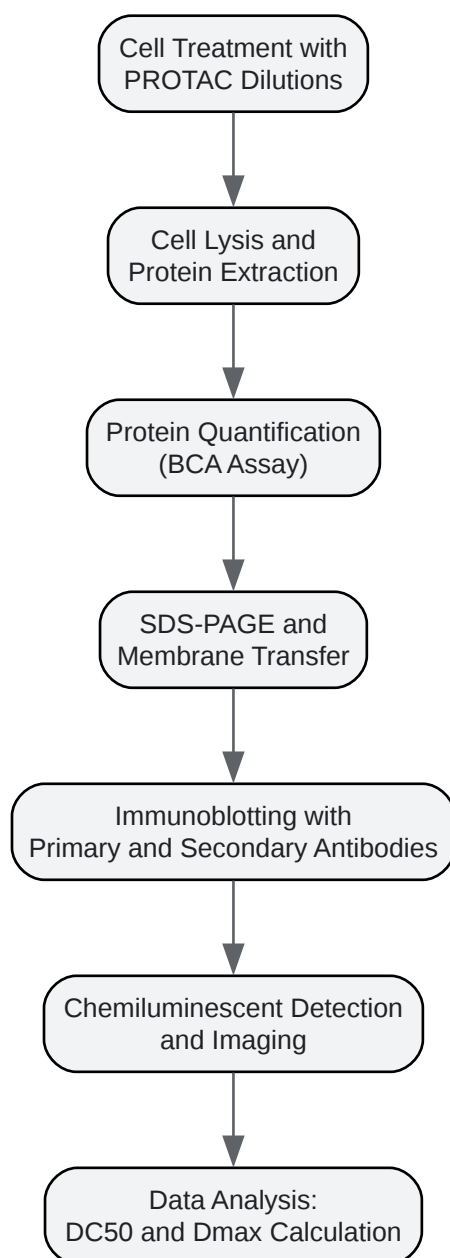 Cell Treatment with
PROTAC Dilutions
Cell Lysis and
Protein Extraction
Protein Quantification
(BCA Assay)
SDS-PAGE and
Membrane Transfer
Immunoblotting with
Primary and Secondary Antibodies
Chemiluminescent Detection
and Imaging
Data Analysis:
DC50 and Dmax Calculation